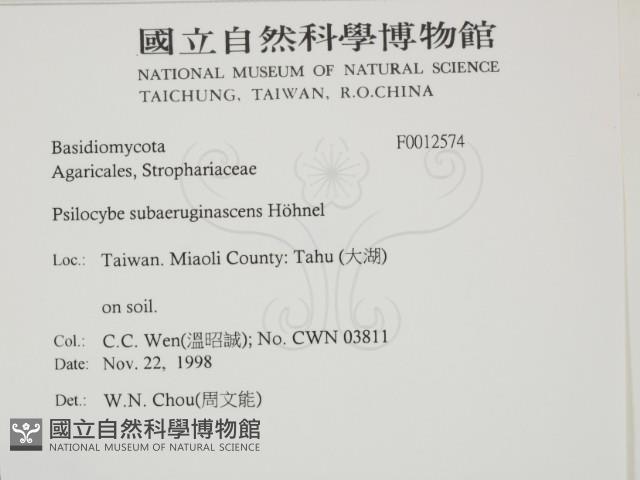 國立自然科學博物館
NATIONAL MUSEUM OF NATURAL SCIENCE
TAICHUNG, TAIWAN, R.O.CHINA
Basidiomycota F0012574
Agaricales, Strophariaceae
Psilocybe subaeruginascens Höhnel
Loc.: Taiwan. Miaoli County: Tahu (大湖)
on soil.
Col.: C.C. Wen(溫昭誠); No. CWN 03811
Date: Nov. 22, 1998
Det.: W.N. Chou(周文能)
國立自然科學博物館
NATIONAL MUSEUM OF NATURAL SCIENCE